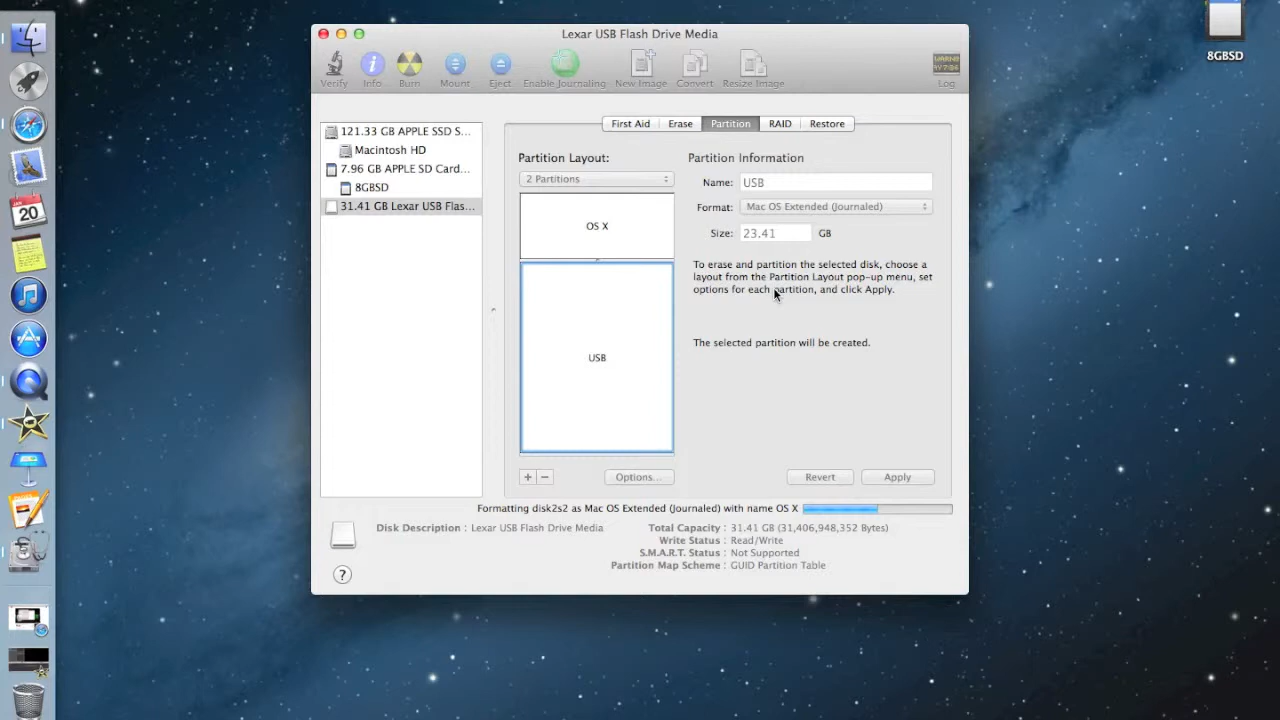 Lexar USB Flash Drive Media
8GBSD
Verify Info Burn Mount Eject Enable Journaling New Image Convert Resize Image Log
First Aid Erase Partition RAID Restore
121.33 GB APPLE SSD S...
Macintosh HD
7.96 GB APPLE SD Card...
8GBSD
31.41 GB Lexar USB Flas...
Partition Layout:
2 Partitions
OS X
USB
+ −
Options...
Partition Information
Name: USB
Format: Mac OS Extended (Journaled)
Size: 23.41 GB
To erase and partition the selected disk, choose a
layout from the Partition Layout pop-up menu, set
options for each partition, and click Apply.
The selected partition will be created.
Revert Apply
Formatting disk2s2 as Mac OS Extended (Journaled) with name OS X
Disk Description : Lexar USB Flash Drive Media
Total Capacity : 31.41 GB (31,406,948,352 Bytes)
Write Status : Read/Write
S.M.A.R.T. Status : Not Supported
Partition Map Scheme : GUID Partition Table
?
20